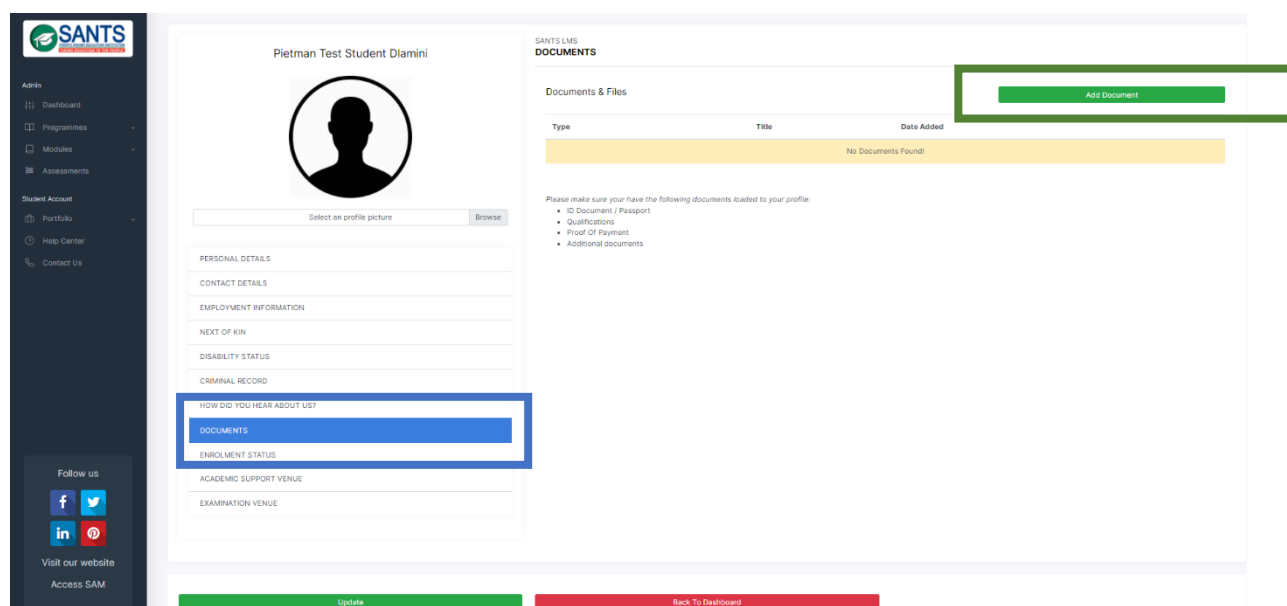 SANTS
Admin
Dashboard
Programmes
Modules
Assessments
Student Account
Portfolio
Help Center
Contact Us
Follow us
Visit our website
Access SAM
Pietman Test Student Dlamini
Select an profile picture
Browse
PERSONAL DETAILS
CONTACT DETAILS
EMPLOYMENT INFORMATION
NEXT OF KIN
DISABILITY STATUS
CRIMINAL RECORD
HOW DID YOU HEAR ABOUT US?
DOCUMENTS
ENROLMENT STATUS
ACADEMIC SUPPORT VENUE
EXAMINATION VENUE
SANTS LMS
DOCUMENTS
Documents & Files
Add Document
Type Title Date Added
No Documents Found!
Please make sure your have the following documents loaded to your profile:
• ID Document / Passport
• Qualifications
• Proof Of Payment
• Additional documents
Update
Back To Dashboard